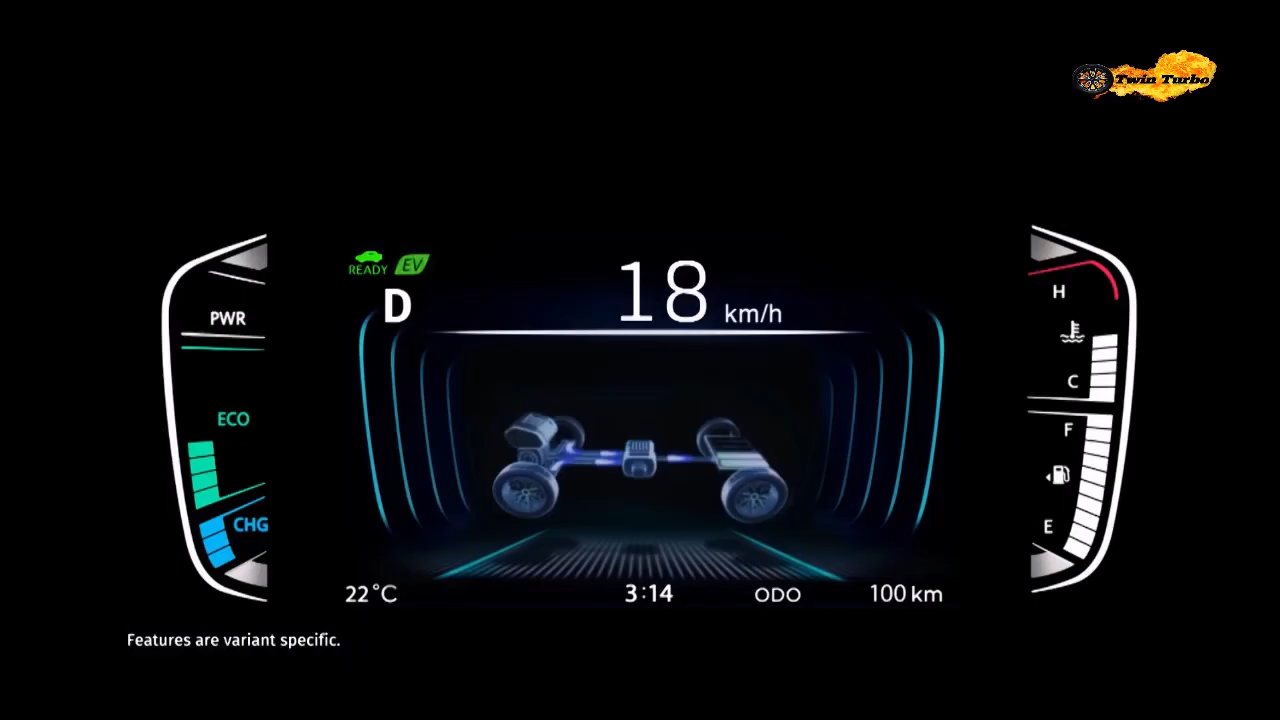 Twin Turbo
READY EV
D
18 km/h
PWR
ECO
CHG
H
C
F
E
22°C
3:14
ODO
100 km
Features are variant specific.